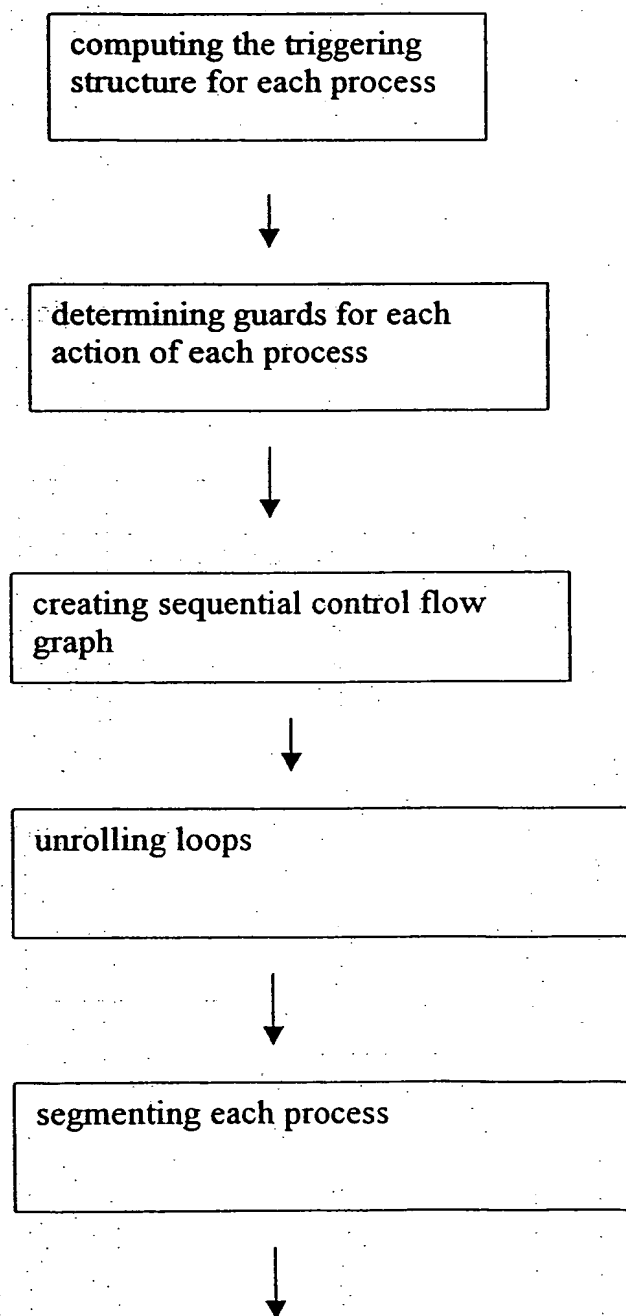 computing the triggering
structure for each process
determining guards for each
action of each process
creating sequential control flow
graph
unrolling loops
segmenting each process